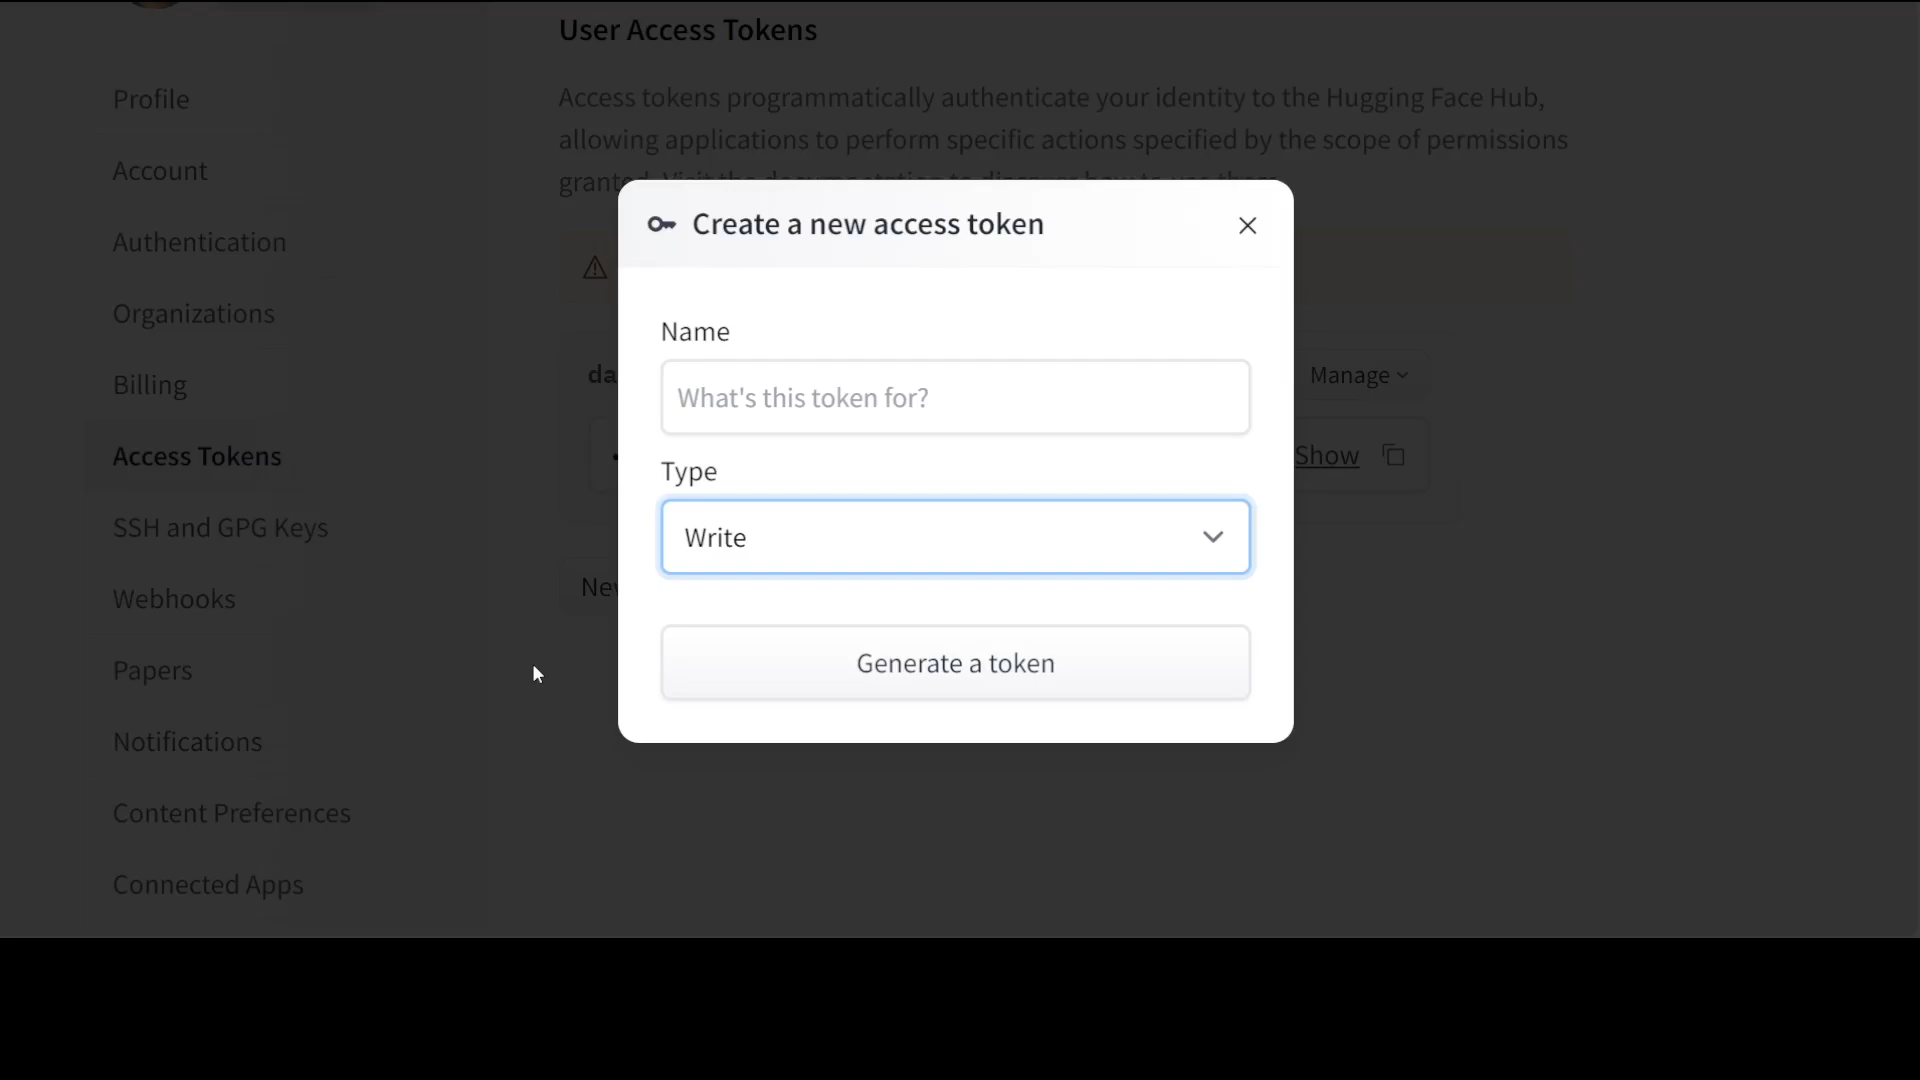 User Access Tokens
Access tokens programmatically authenticate your identity to the Hugging Face Hub,
allowing applications to perform specific actions specified by the scope of permissions
Profile
Account
Authentication
Organizations
Billing
Access Tokens
SSH and GPG Keys
Webhooks
Papers
Notifications
Content Preferences
Connected Apps
Create a new access token
Name
What's this token for?
Type
Write
Generate a token
Manage
Show